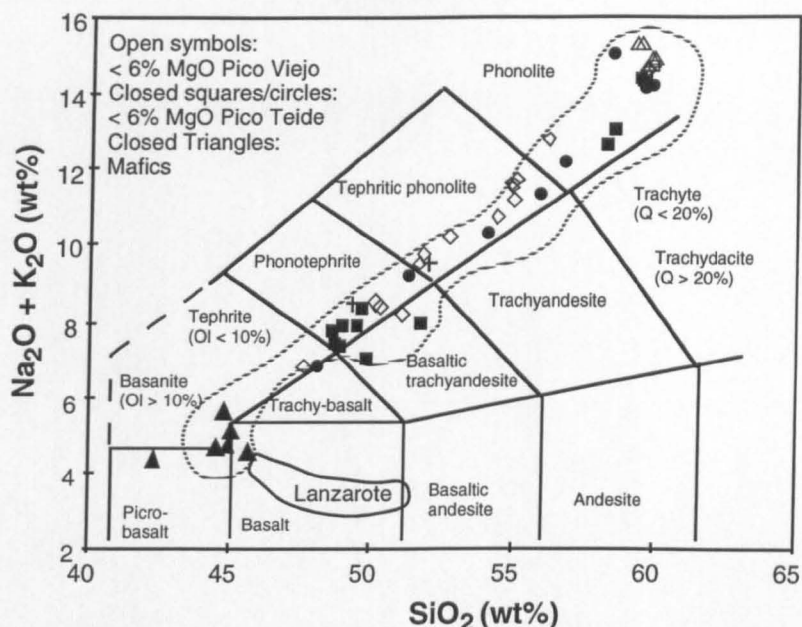 16
14
12
10
8
6
4
2
Na2O + K2O (wt%)
Open symbols:
< 6% MgO Pico Viejo
Closed squares/circles:
< 6% MgO Pico Teide
Closed Triangles:
Mafics
Phonolite
Tephritic phonolite
Trachyte
(Q < 20%)
Trachydacite
(Q > 20%)
Phonotephrite
Tephrite
(Ol < 10%)
Trachyandesite
Basanite
(Ol > 10%)
Basaltic
trachyandesite
Trachy-basalt
Lanzarote
Picro-
basalt
Basalt
Basaltic
andesite
Andesite
40
45
50
55
60
65
SiO2 (wt%)